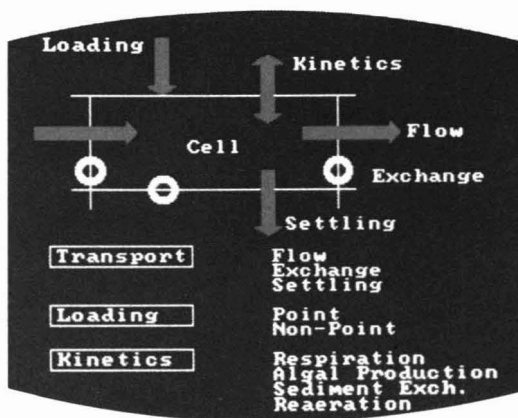 Loading
Kinetics
Cell
Flow
Exchange
Settling
Transport
Flow
Exchange
Settling
Loading
Point
Non-Point
Kinetics
Respiration
Algal Production
Sediment Exch.
Reaeration